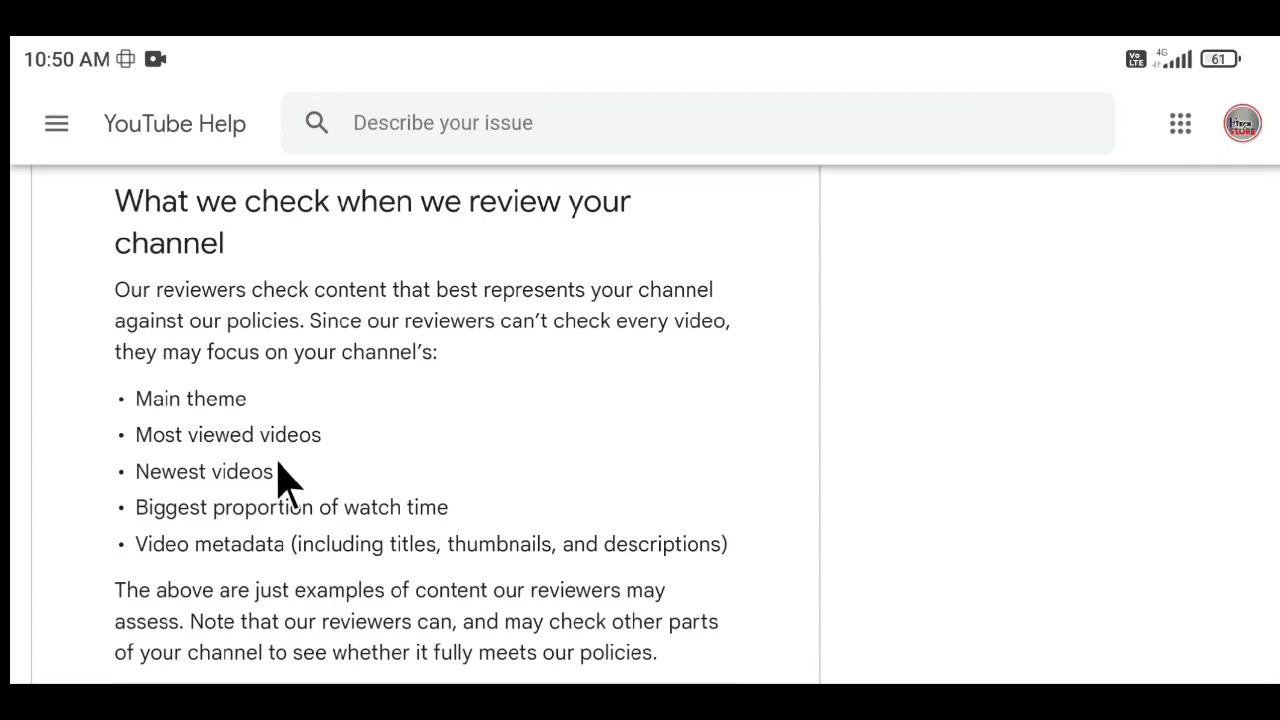 10:50 AM
Vo LTE 4G 61
YouTube Help
Describe your issue
What we check when we review your
channel
Our reviewers check content that best represents your channel
against our policies. Since our reviewers can’t check every video,
they may focus on your channel’s:
• Main theme
• Most viewed videos
• Newest videos
• Biggest proportion of watch time
• Video metadata (including titles, thumbnails, and descriptions)
The above are just examples of content our reviewers may
assess. Note that our reviewers can, and may check other parts
of your channel to see whether it fully meets our policies.